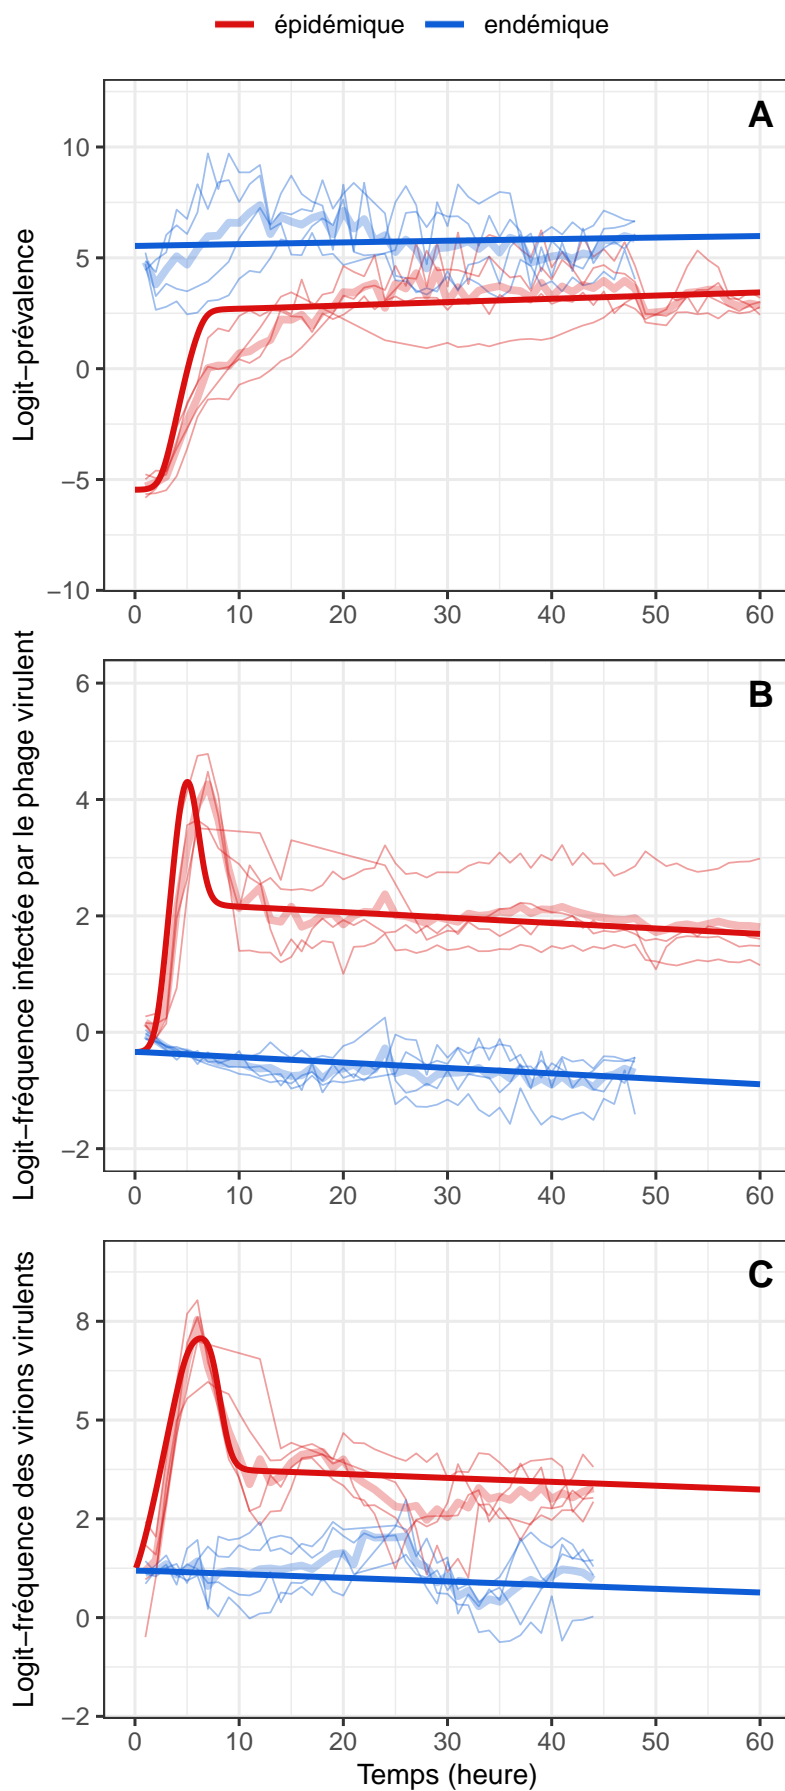 épidémique endémique
A
Logit−prévalence
10
5
0
−5
−10
0 10 20 30 40 50 60
B
Logit−fréquence infectée par le phage virulent
6
4
2
0
−2
0 10 20 30 40 50 60
C
Logit−fréquence des virions virulents
8
5
2
0
−2
0 10 20 30 40 50 60
Temps (heure)